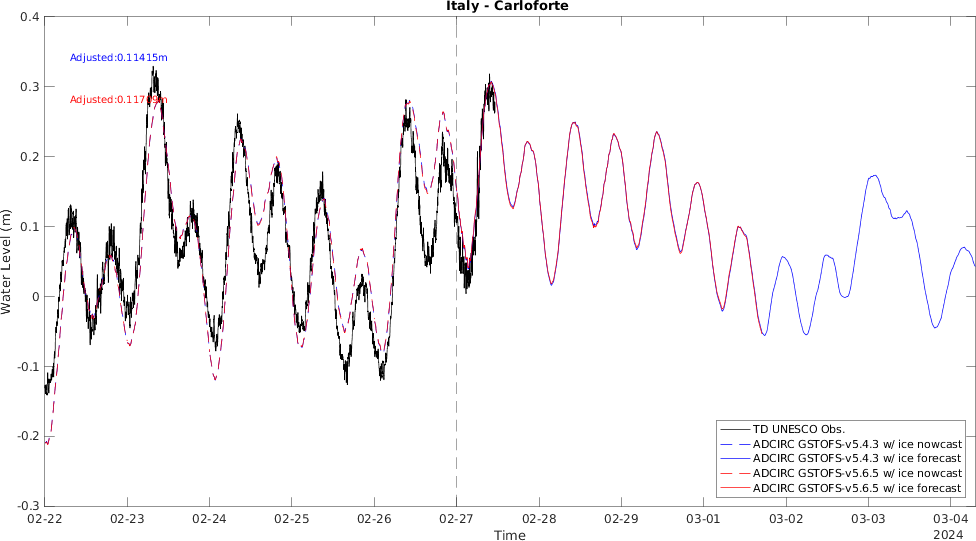 Italy - Carloforte
0.4
0.3
0.2
0.1
0
-0.1
-0.2
-0.3
Water Level (m)
Adjusted:0.11415m
TD UNESCO Obs.
ADCIRC GSTOFS-v5.4.3 w/ ice nowcast
ADCIRC GSTOFS-v5.4.3 w/ ice forecast
ADCIRC GSTOFS-v5.6.5 w/ ice nowcast
ADCIRC GSTOFS-v5.6.5 w/ ice forecast
02-22 02-23 02-24 02-25 02-26 02-27 02-28 02-29 03-01 03-02 03-03 03-04
Time
2024